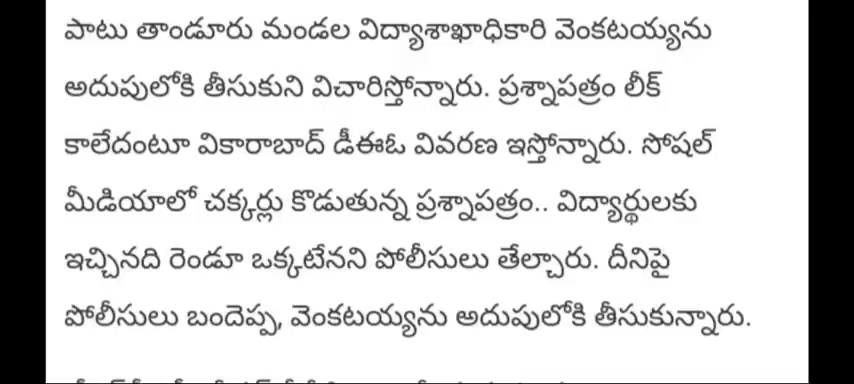 పాటు తాండూరు మండల విద్యాశాఖాధికారి వెంకటయ్యను
అదుపులోకి తీసుకుని విచారిస్తోన్నారు. ప్రశ్నాపత్రం లీక్
కాలేదంటూ వికారాబాద్ డీఈఓ వివరణ ఇస్తోన్నారు. సోషల్
మీడియాలో చక్కర్లు కొడుతున్న ప్రశ్నాపత్రం.. విద్యార్థులకు
ఇచ్చినది రెండూ ఒక్కటేనని పోలీసులు తేల్చారు. దీనిపై
పోలీసులు బందెప్ప, వెంకటయ్యను అదుపులోకి తీసుకున్నారు.